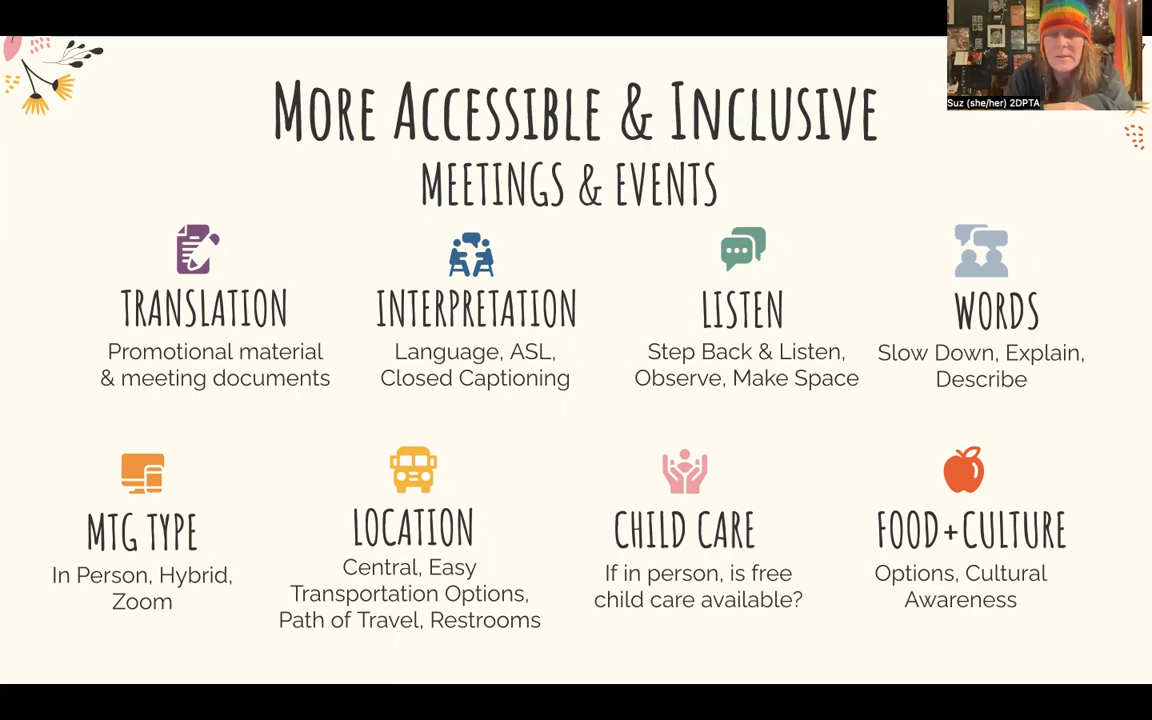 Suz (she/her) 2DPTA
MORE ACCESSIBLE & INCLUSIVE
MEETINGS & EVENTS
TRANSLATION
Promotional material
& meeting documents
INTERPRETATION
Language, ASL,
Closed Captioning
LISTEN
Step Back & Listen,
Observe, Make Space
WORDS
Slow Down, Explain,
Describe
MTG TYPE
In Person, Hybrid,
Zoom
LOCATION
Central, Easy
Transportation Options,
Path of Travel, Restrooms
CHILD CARE
If in person, is free
child care available?
FOOD+CULTURE
Options, Cultural
Awareness